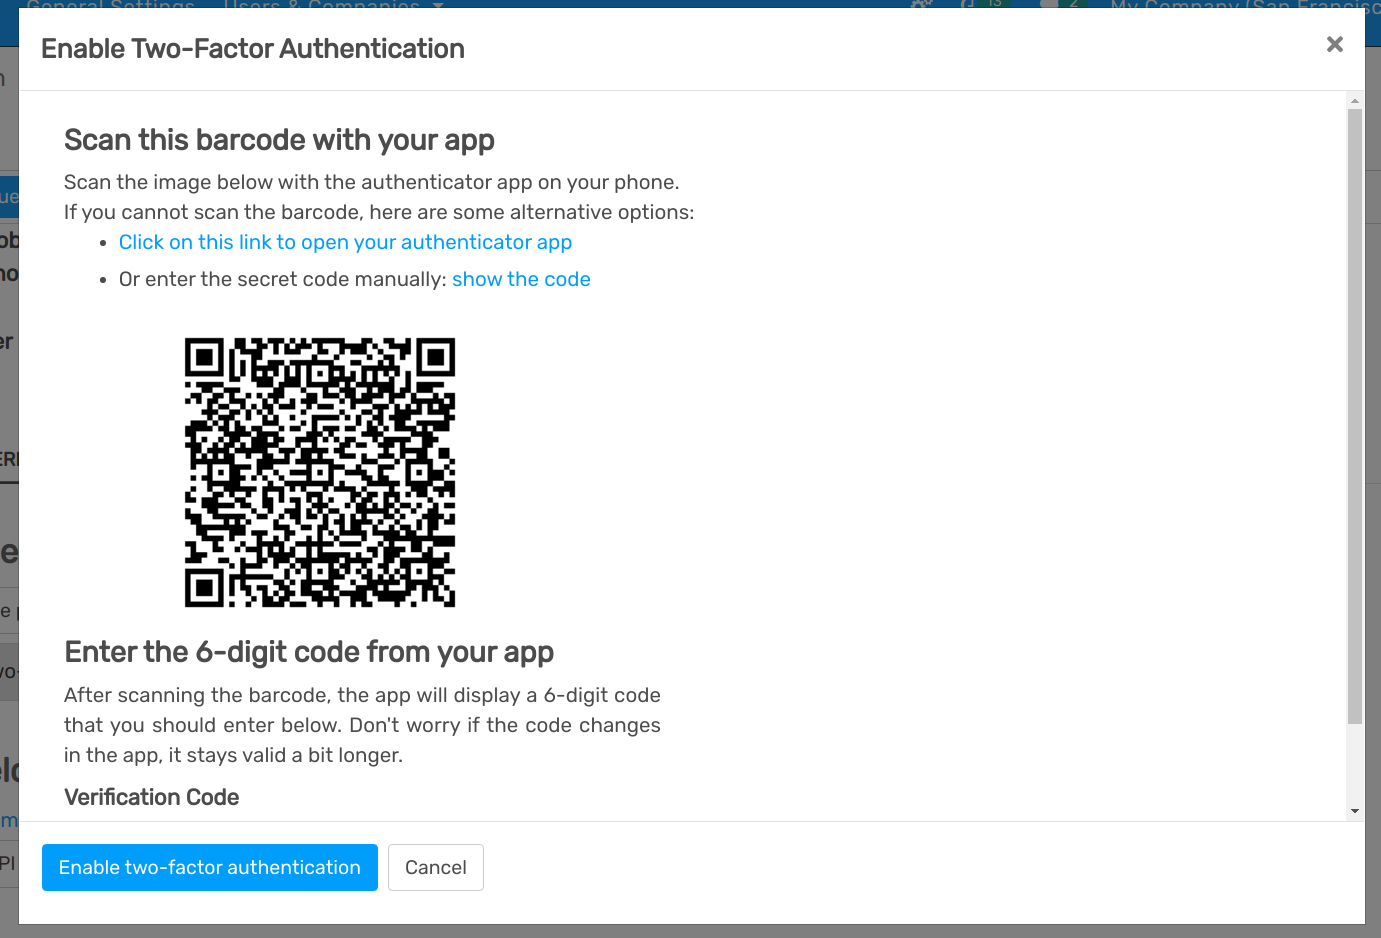 General Settings Users & Companies 13 2 My Company (San Francisc
Enable Two-Factor Authentication
Scan this barcode with your app
Scan the image below with the authenticator app on your phone.
If you cannot scan the barcode, here are some alternative options:
• Click on this link to open your authenticator app
• Or enter the secret code manually: show the code
Enter the 6-digit code from your app
After scanning the barcode, the app will display a 6-digit code
that you should enter below. Don't worry if the code changes
in the app, it stays valid a bit longer.
Verification Code
Enable two-factor authentication Cancel